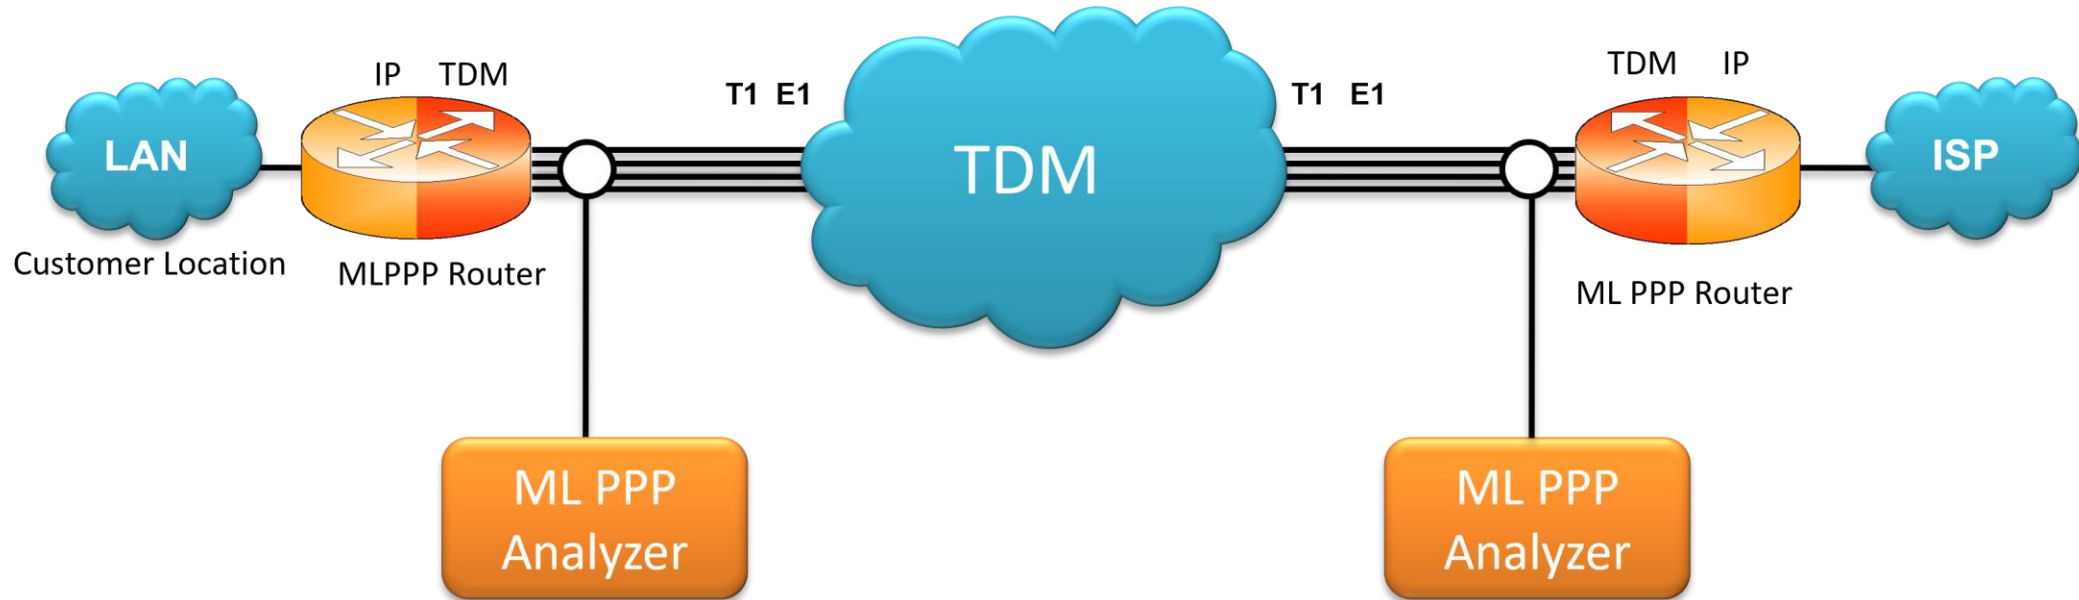 IP TDM
TDM IP
T1 E1
T1 E1
LAN
TDM
ISP
Customer Location
MLPPP Router
ML PPP Router
ML PPP
Analyzer
ML PPP
Analyzer